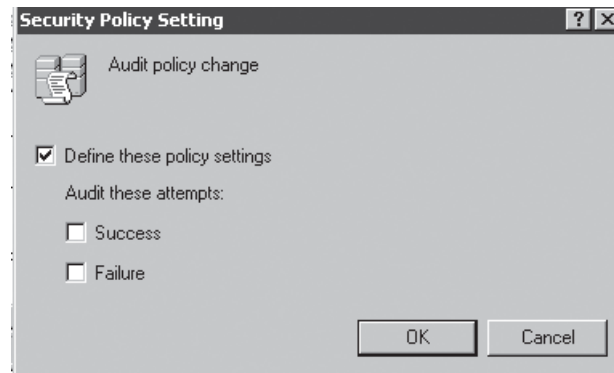 Security Policy Setting ? X
Audit policy change
Define these policy settings
Audit these attempts:
Success
Failure
OK Cancel